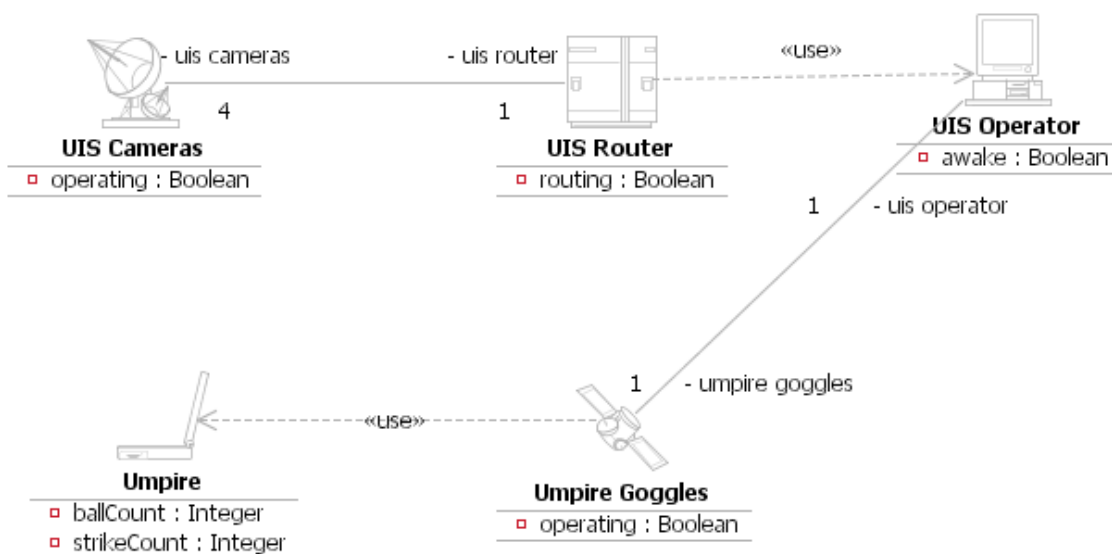 - uis cameras
- uis router
«use»
4
1
UIS Cameras
operating : Boolean
UIS Router
routing : Boolean
UIS Operator
awake : Boolean
1
- uis operator
1
- umpire goggles
«use»
Umpire
ballCount : Integer
strikeCount : Integer
Umpire Goggles
operating : Boolean